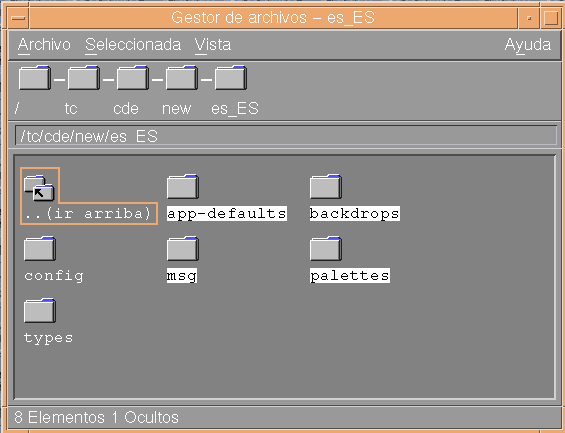 Gestor de archivos – es_ES
Archivo Seleccionada Vista Ayuda
/ tc cde new es_ES
/tc/cde/new/es_ES
..(ir arriba) app-defaults backdrops
config msg palettes
types
8 Elementos 1 Ocultos